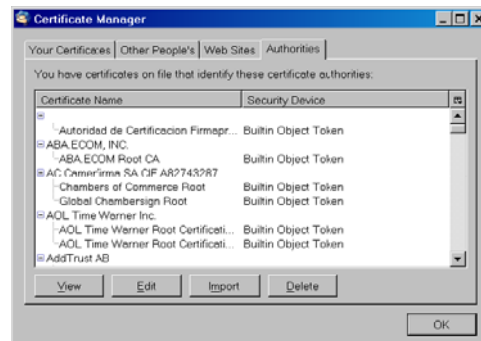 Certificate Manager
Your Certificates Other People's Web Sites Authorities
You have certificates on file that identify these certificate authorities:
Certificate Name Security Device
Autoridad de Certificacion Firmapr... Builtin Object Token
ABA.ECOM, INC.
ABA.ECOM Root CA Builtin Object Token
AC Camerfirma SA CIF A82743287
Chambers of Commerce Root Builtin Object Token
Global Chambersign Root Builtin Object Token
AOL Time Warner Inc.
AOL Time Warner Root Certificati... Builtin Object Token
AOL Time Warner Root Certificati... Builtin Object Token
AddTrust AB
View Edit Import Delete
OK